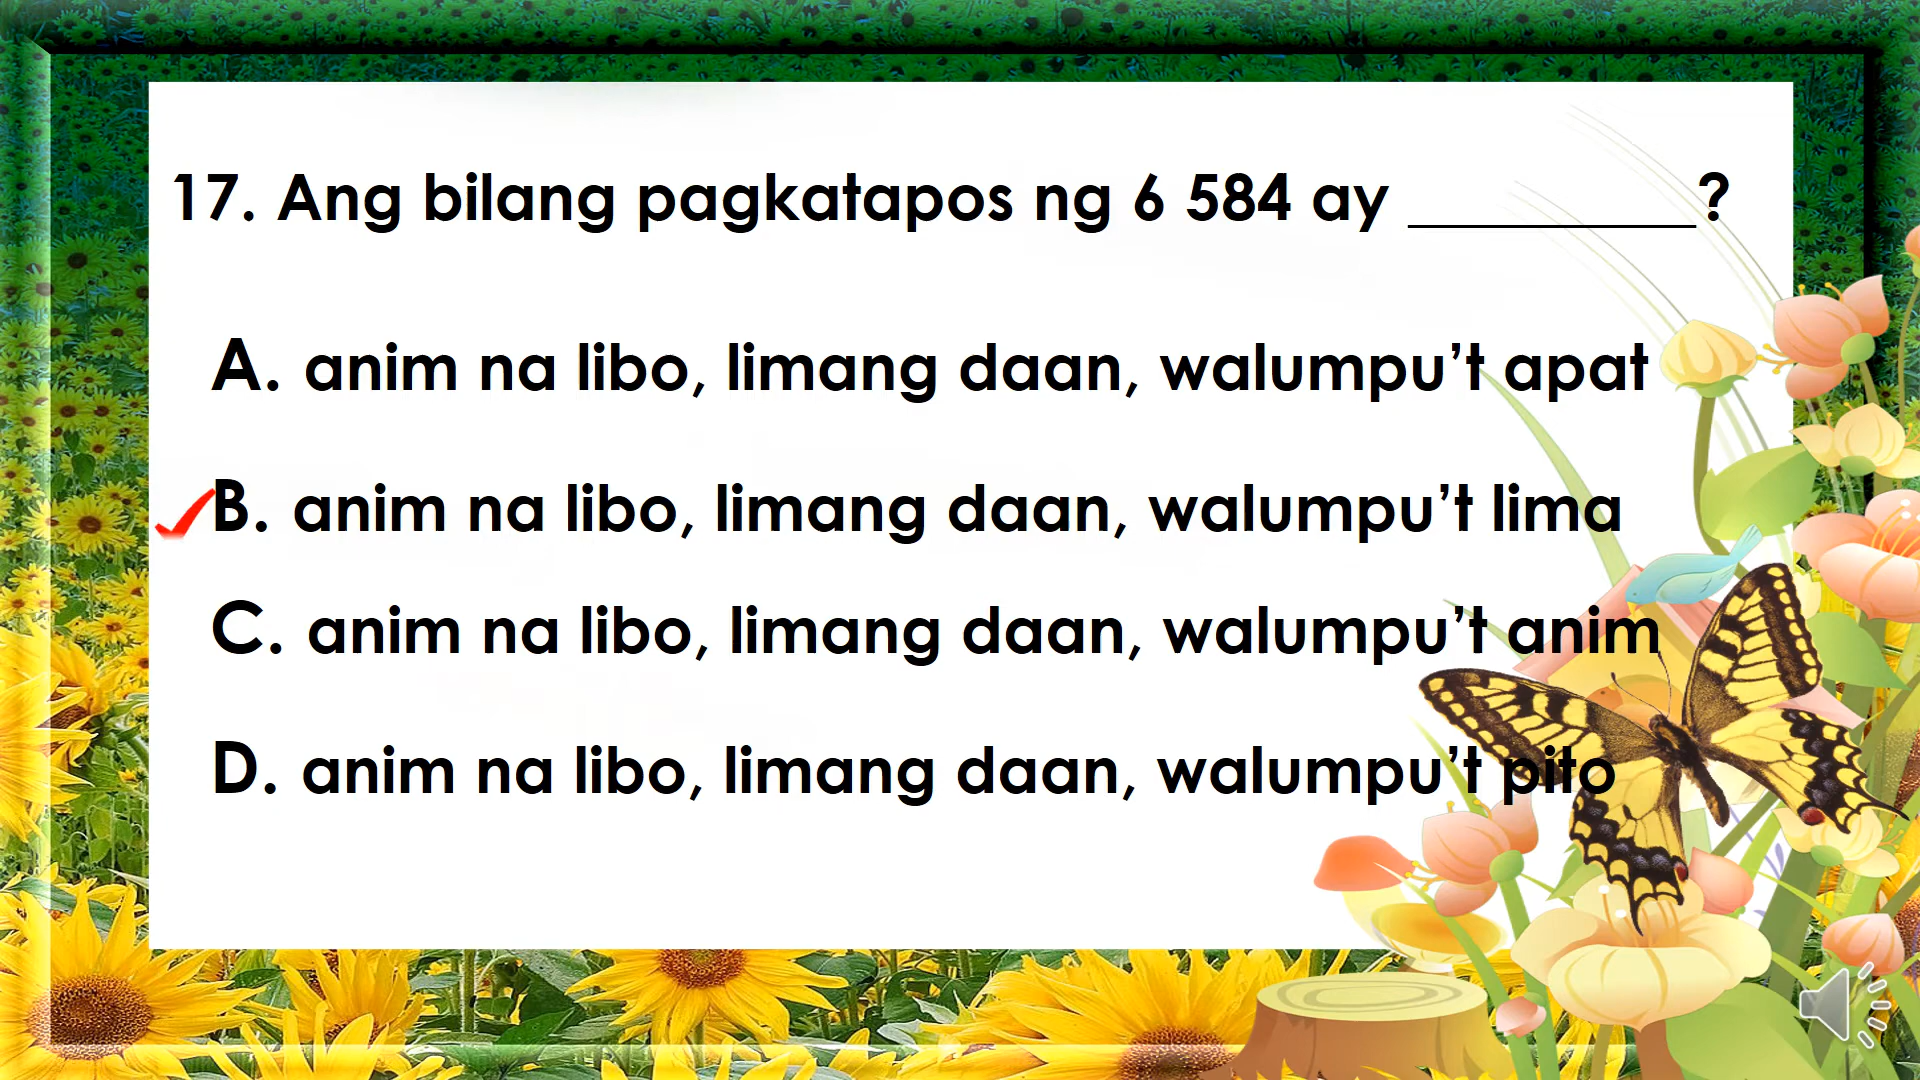 17. Ang bilang pagkatapos ng 6 584 ay _________?
A. anim na libo, limang daan, walumpu’t apat
B. anim na libo, limang daan, walumpu’t lima
C. anim na libo, limang daan, walumpu’t anim
D. anim na libo, limang daan, walumpu’t pito